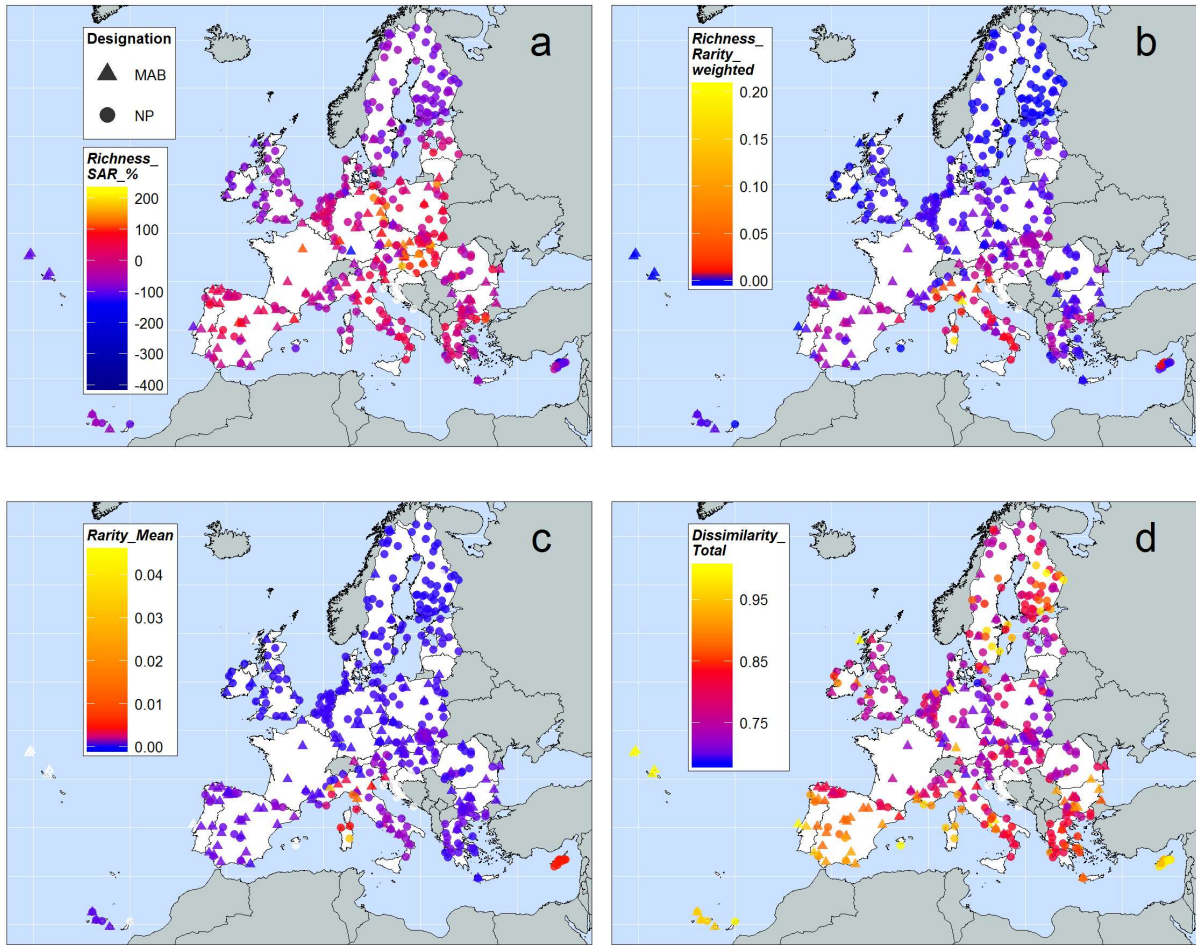 a
Designation
MAB
NP
Richness_
SAR_%
200
100
0
-100
-200
-300
-400
b
Richness_
Rarity_
weighted
0.20
0.15
0.10
0.05
0.00
c
Rarity_Mean
0.04
0.03
0.02
0.01
0.00
d
Dissimilarity_
Total
0.95
0.85
0.75